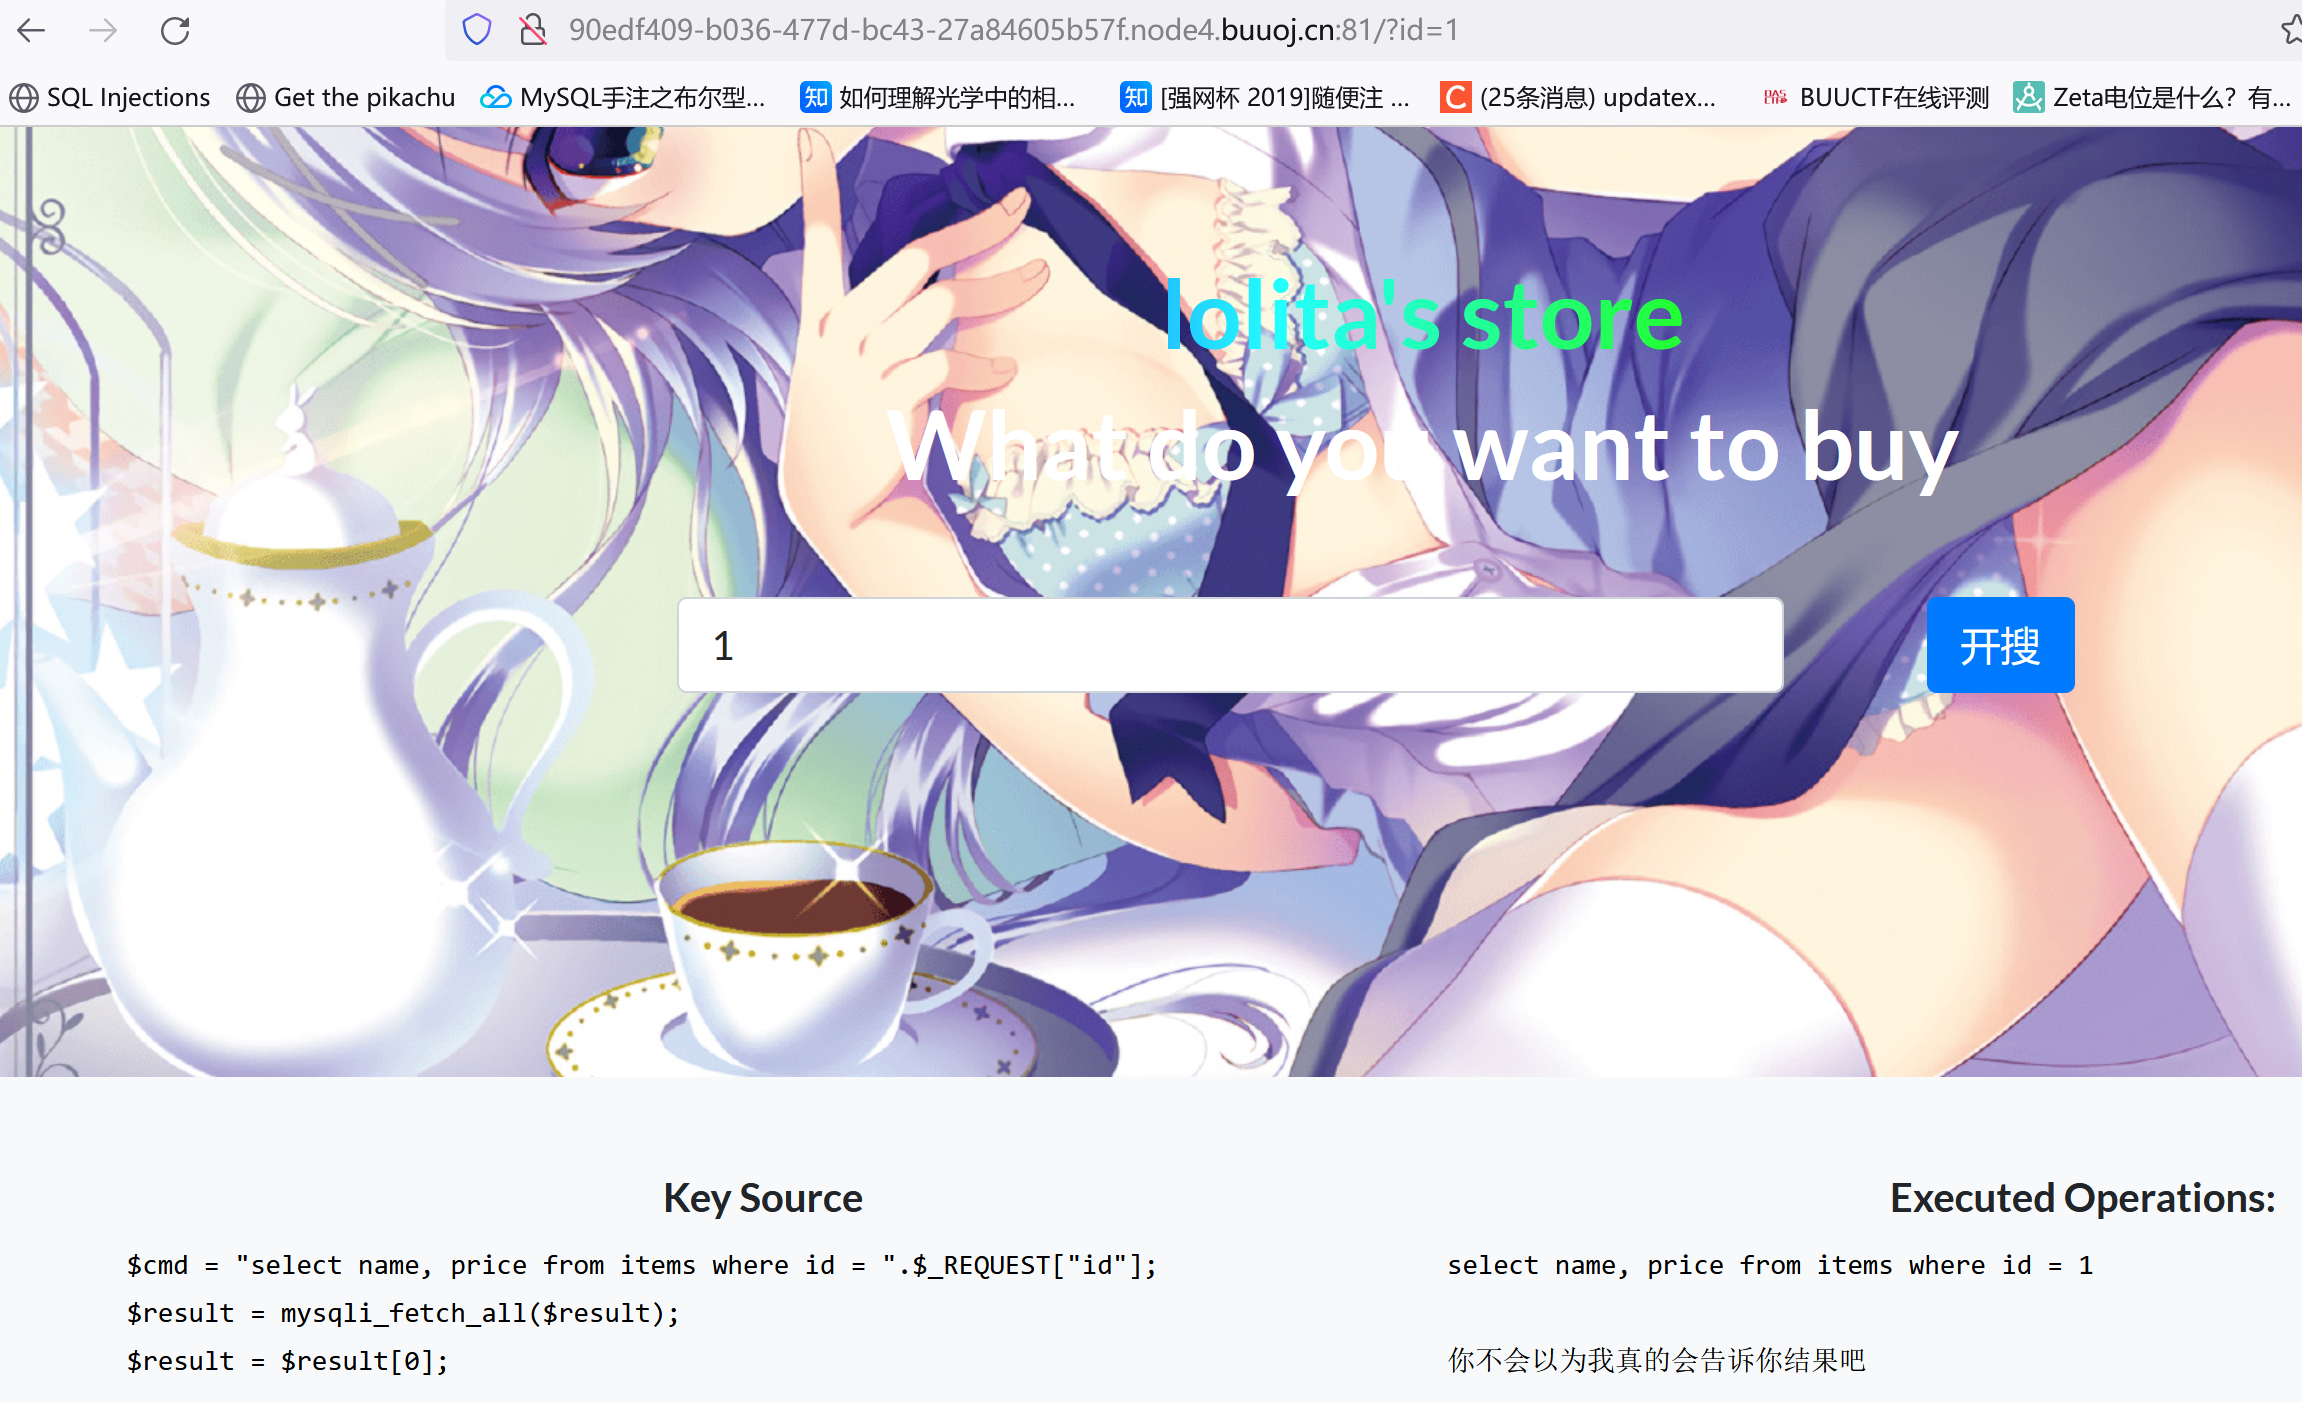 90edf409-b036-477d-bc43-27a84605b57f.node4.buuoj.cn:81/?id=1
SQL Injections Get the pikachu MySQL手注之布尔型... 知 如何理解光学中的相... 知 [强网杯 2019]随便注 ... C (25条消息) updatex... BUUCTF在线评测 Zeta电位是什么？有...
lolita's store
What do you want to buy
1 开搜
Key Source
$cmd = "select name, price from items where id = ".$_REQUEST["id"];
$result = mysqli_fetch_all($result);
$result = $result[0];
Executed Operations:
select name, price from items where id = 1
你不会以为我真的会告诉你结果吧